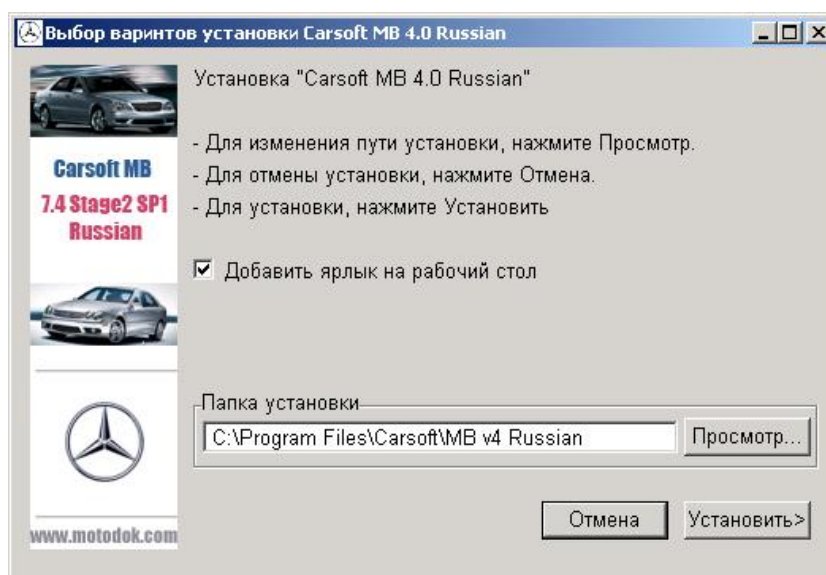 Выбор варинтов установки Carsoft MB 4.0 Russian
Установка "Carsoft MB 4.0 Russian"
- Для изменения пути установки, нажмите Просмотр.
- Для отмены установки, нажмите Отмена.
- Для установки, нажмите Установить
Добавить ярлык на рабочий стол
Carsoft MB
7.4 Stage2 SP1
Russian
www.motodok.com
Папка установки
C:\Program Files\Carsoft\MB v4 Russian
Просмотр...
Отмена
Установить>